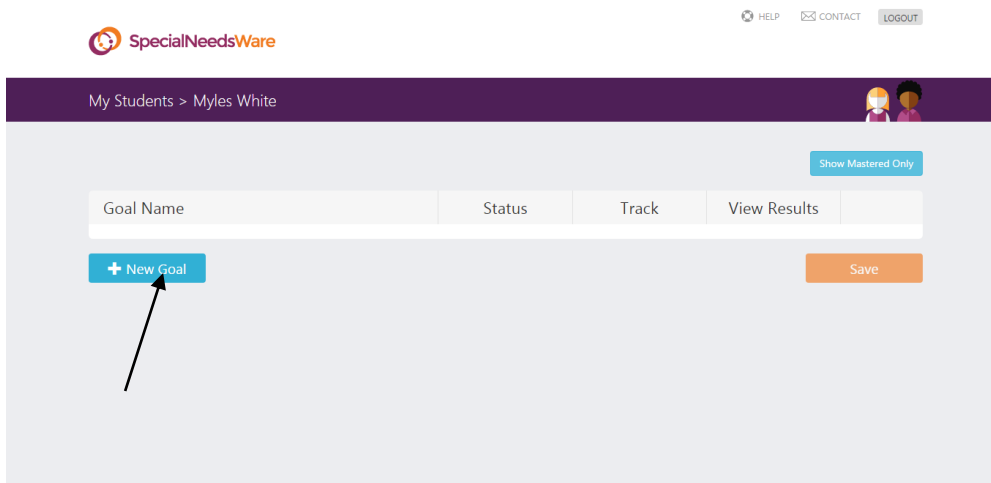 HELP CONTACT LOGOUT
SpecialNeedsWare
My Students > Myles White
Show Mastered Only
Goal Name Status Track View Results
New Goal Save